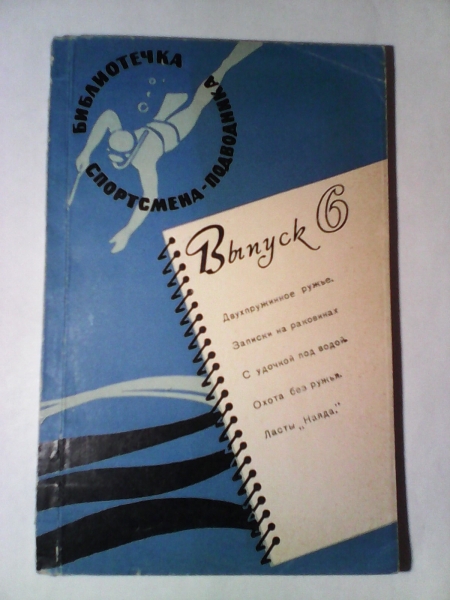 БИБЛИОТЕЧКА
СПОРТСМЕНА-ПОДВОДНИКА
Выпуск 6
Двухпружинное ружье.
Записки на раковинах
С удочкой под водой.
Охота без ружья.
Ласты „Наяда."